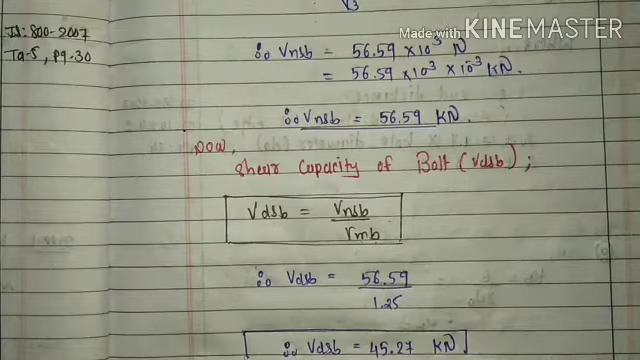 √3
Made with KINEMASTER
IS: 800-2007
Ta-5, pg.30
∴ Vnsb = 56.59 × 10³ N
= 56.59 × 10³ × 10⁻³ KN.
∴ Vnsb = 56.59 KN.
NOW,
Shear Capacity of Bolt (Vdsb);
Vdsb = Vnsb / γmb
∴ Vdsb = 56.59 / 1.25
∴ Vdsb = 45.27 KN